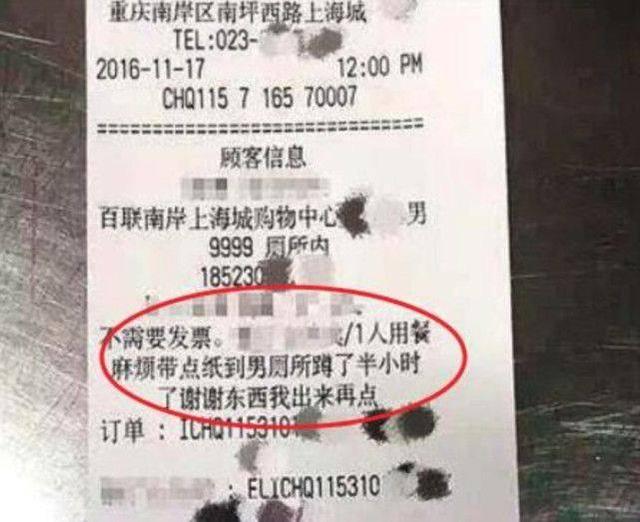 重庆南岸区南坪西路上海城
TEL:023-
2016-11-17 12:00 PM
CHQ115 7 165 70007
==============================
顾客信息
百联南岸上海城购物中心 男
9999 厕所内
185230
不需要发票。 /1人用餐
麻烦带点纸到男厕所蹲了半小时
了谢谢东西我出来再点
订单 : ICHQ1153101
: ELICHQ115310